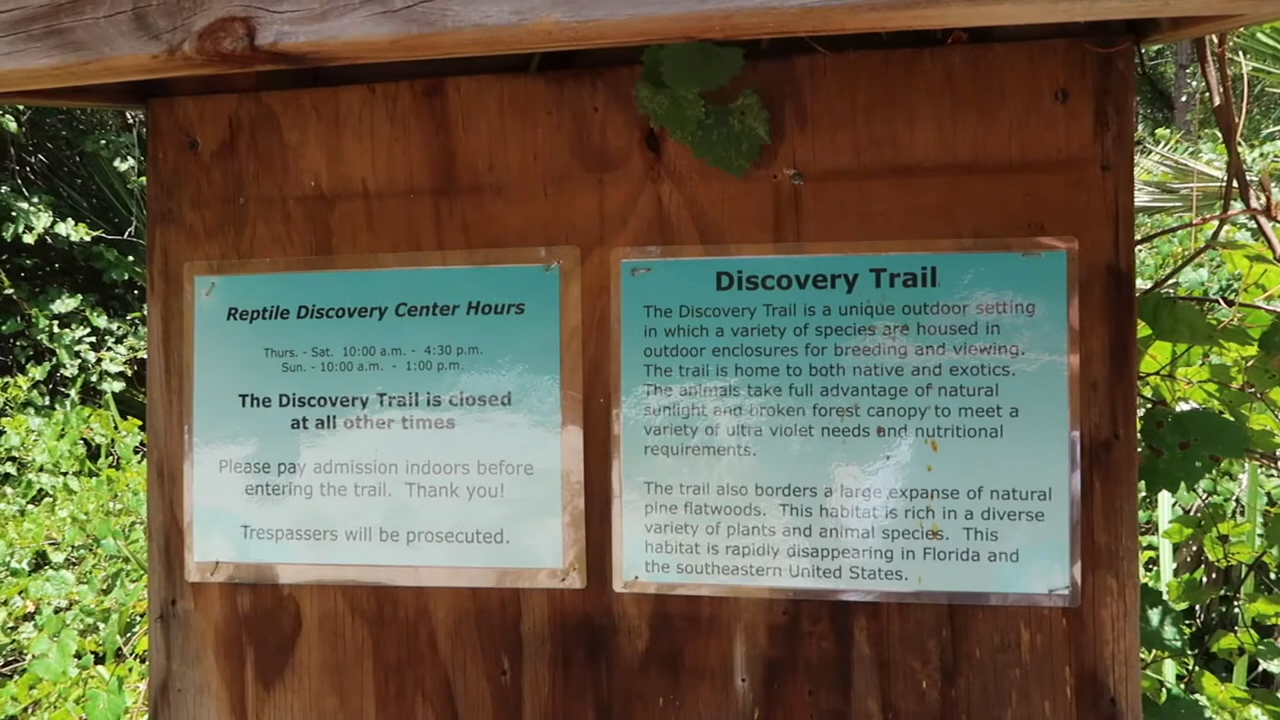 Reptile Discovery Center Hours
Thurs. - Sat. 10:00 a.m. - 4:30 p.m.
Sun. - 10:00 a.m. - 1:00 p.m.
The Discovery Trail is closed
at all other times
Please pay admission indoors before
entering the trail. Thank you!
Trespassers will be prosecuted.
Discovery Trail
The Discovery Trail is a unique outdoor setting
in which a variety of species are housed in
outdoor enclosures for breeding and viewing.
The trail is home to both native and exotics.
The animals take full advantage of natural
sunlight and broken forest canopy to meet a
variety of ultra violet needs and nutritional
requirements.
The trail also borders a large expanse of natural
pine flatwoods. This habitat is rich in a diverse
variety of plants and animal species. This
habitat is rapidly disappearing in Florida and
the southeastern United States.